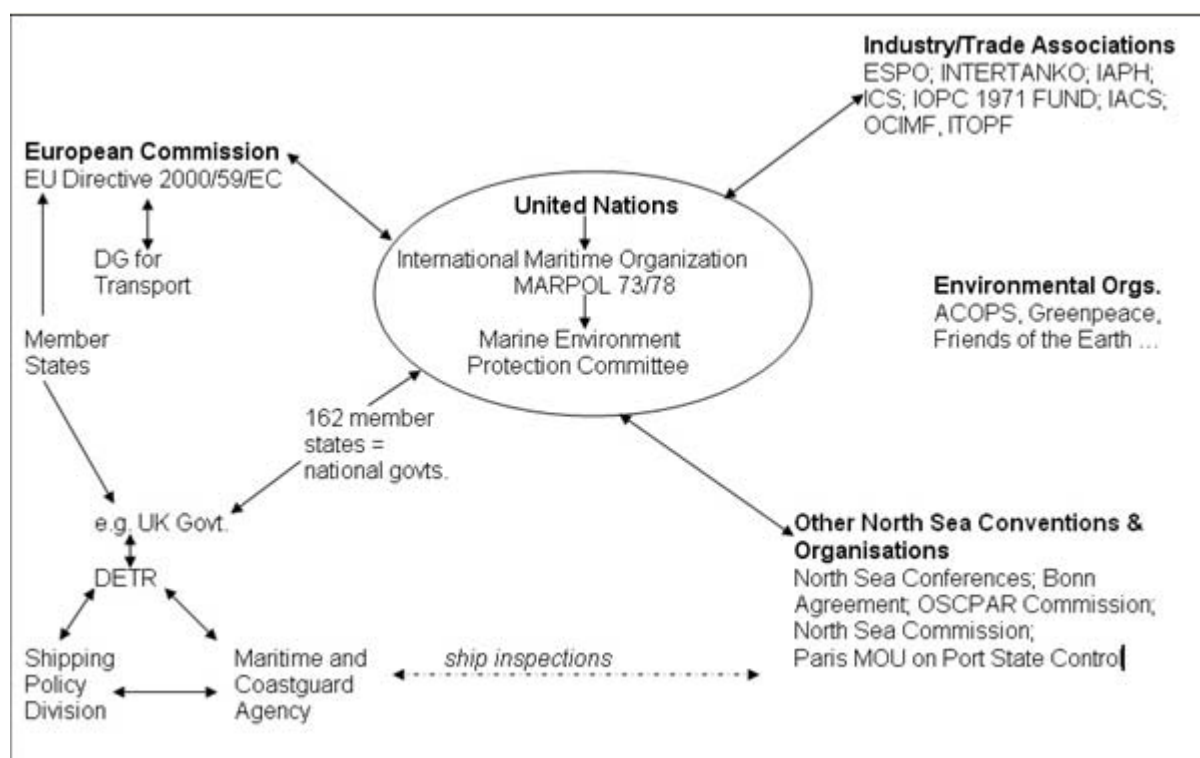 Industry/Trade Associations
ESPO; INTERTANKO; IAPH;
ICS; IOPC 1971 FUND; IACS;
OCIMF, ITOPF
European Commission
EU Directive 2000/59/EC
DG for
Transport
Member
States
United Nations
International Maritime Organization
MARPOL 73/78
Marine Environment
Protection Committee
Environmental Orgs.
ACOPS, Greenpeace,
Friends of the Earth ...
162 member
states =
national govts.
e.g. UK Govt.
DETR
Shipping
Policy
Division
Maritime and
Coastguard
Agency
ship inspections
Other North Sea Conventions &
Organisations
North Sea Conferences; Bonn
Agreement; OSCPAR Commission;
North Sea Commission;
Paris MOU on Port State Control